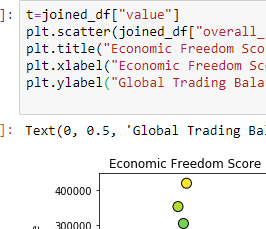 ]: t=joined_df["value"]
plt.scatter(joined_df["overall_
plt.title("Economic Freedom Sco
plt.xlabel("Economic Freedom Sc
plt.ylabel("Global Trading Bala
]: Text(0, 0.5, 'Global Trading Bal
Economic Freedom Score
400000
300000